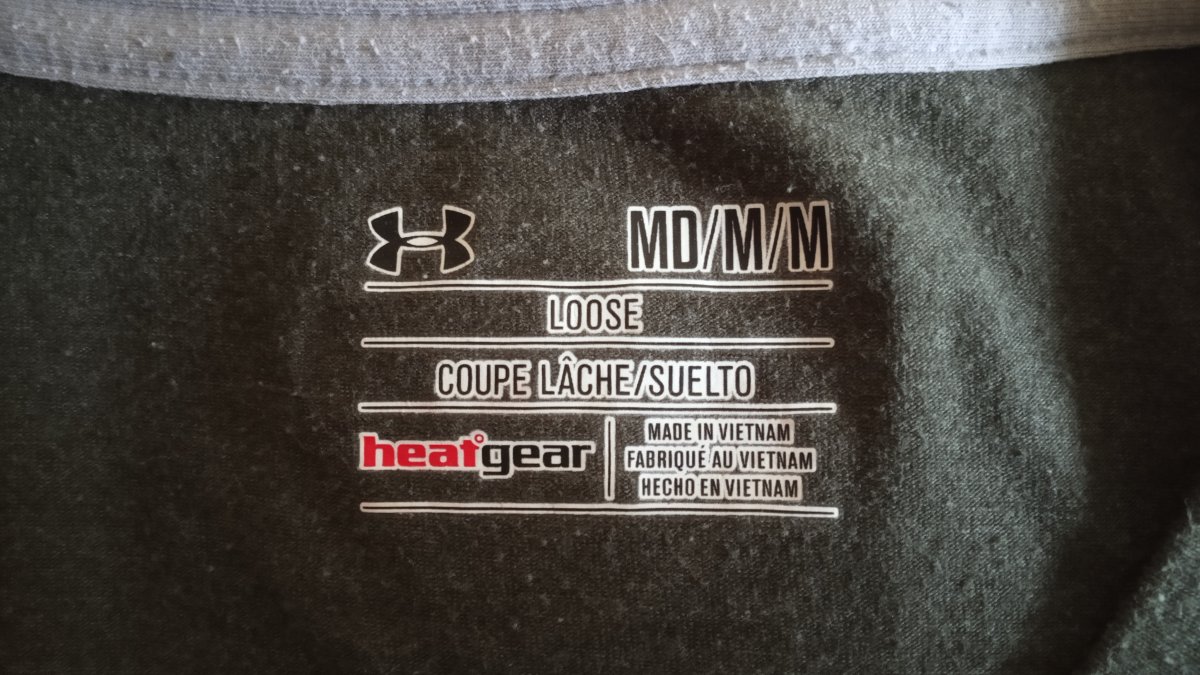 MD/M/M
LOOSE
COUPE LÂCHE/SUELTO
heatgear
MADE IN VIETNAM
FABRIQUÉ AU VIETNAM
HECHO EN VIETNAM